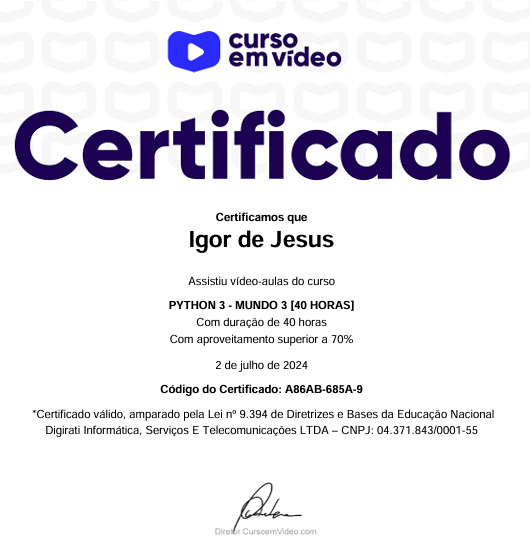 curso
em vídeo
Certificado
Certificamos que
Igor de Jesus
Assistiu vídeo-aulas do curso
PYTHON 3 - MUNDO 3 [40 HORAS]
Com duração de 40 horas
Com aproveitamento superior a 70%
2 de julho de 2024
Código do Certificado: A86AB-685A-9
*Certificado válido, amparado pela Lei nº 9.394 de Diretrizes e Bases da Educação Nacional
Digirati Informática, Serviços E Telecomunicações LTDA – CNPJ: 04.371.843/0001-55
Diretor CursoemVideo.com